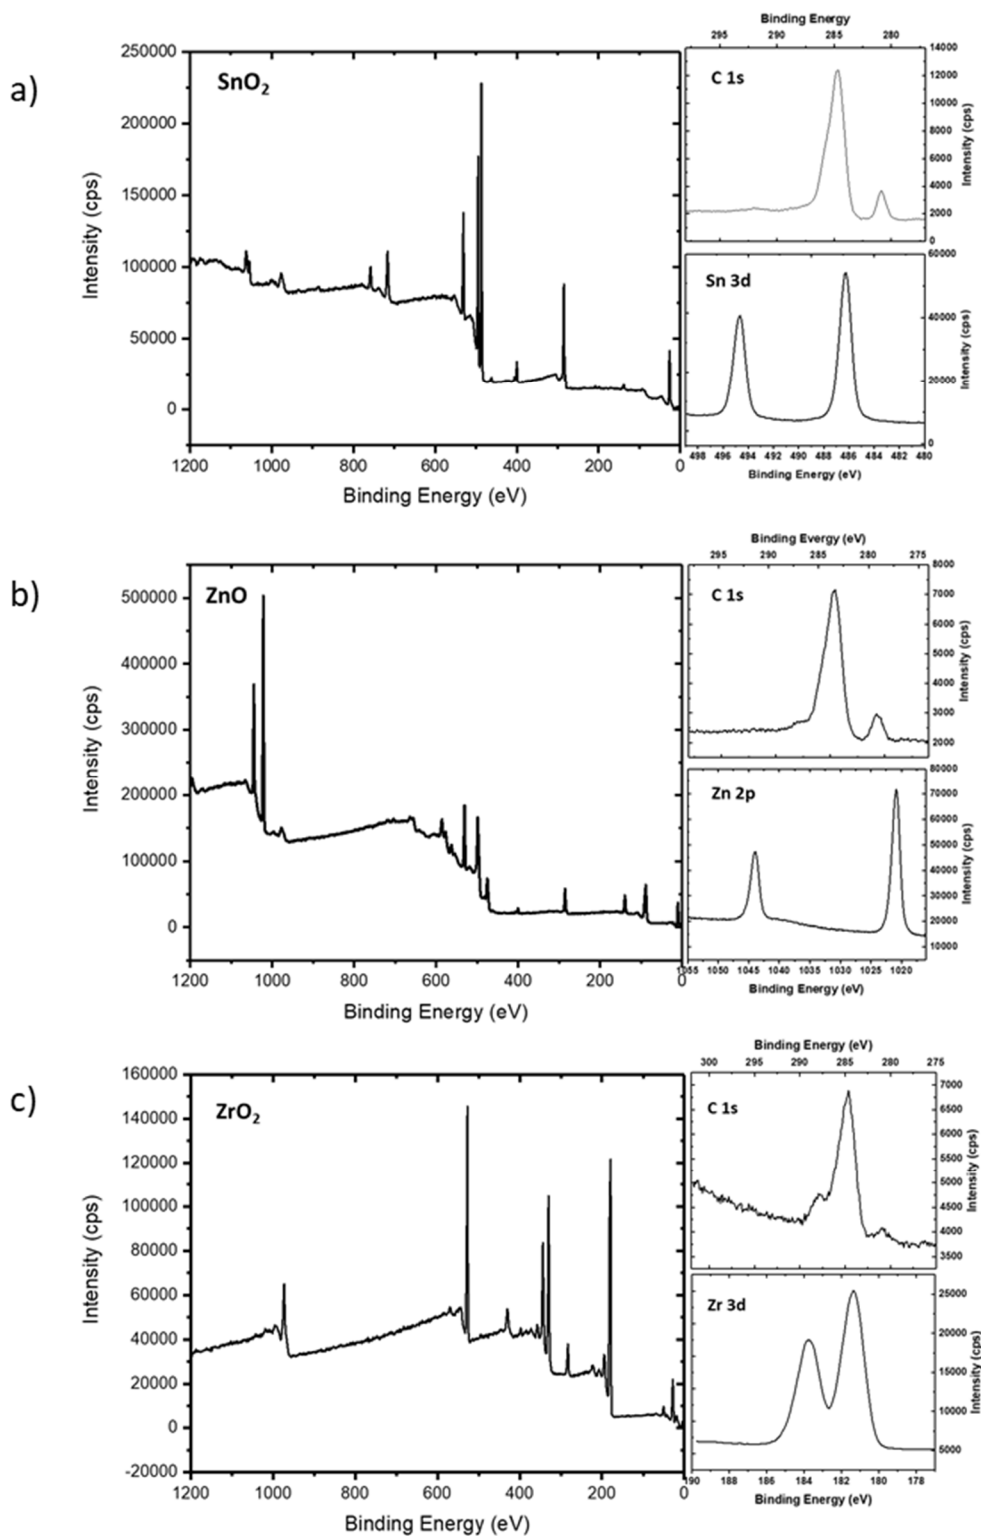 a)
SnO2
Intensity (cps)
250000
200000
150000
100000
50000
0
1200 1000 800 600 400 200 0
Binding Energy (eV)
Binding Energy
295 290 285 280
C 1s
14000
12000
10000
8000
6000
4000
2000
0
Intensity (cps)
Sn 3d
60000
40000
20000
0
Intensity (cps)
498 496 494 492 490 488 486 484 482 480
Binding Energy (eV)
b)
ZnO
Intensity (cps)
500000
400000
300000
200000
100000
0
1200 1000 800 600 400 200 0
Binding Energy (eV)
Binding Evergy (eV)
295 291 287 283 279 275
C 1s
8000
7000
6000
5000
4000
3000
2000
Intensity (cps)
Zn 2p
80000
70000
60000
50000
40000
30000
20000
10000
Intensity (cps)
1055 1050 1045 1040 1035 1030 1025 1020
Binding Energy (eV)
c)
ZrO2
Intensity (cps)
160000
140000
120000
100000
80000
60000
40000
20000
0
-20000
1200 1000 800 600 400 200 0
Binding Energy (eV)
Binding Energy (eV)
300 295 290 285 280 275
C 1s
7000
6500
6000
5500
5000
4500
4000
3500
Intensity (cps)
Zr 3d
25000
20000
15000
10000
5000
Intensity (cps)
190 188 186 184 182 180 178
Binding Energy (eV)